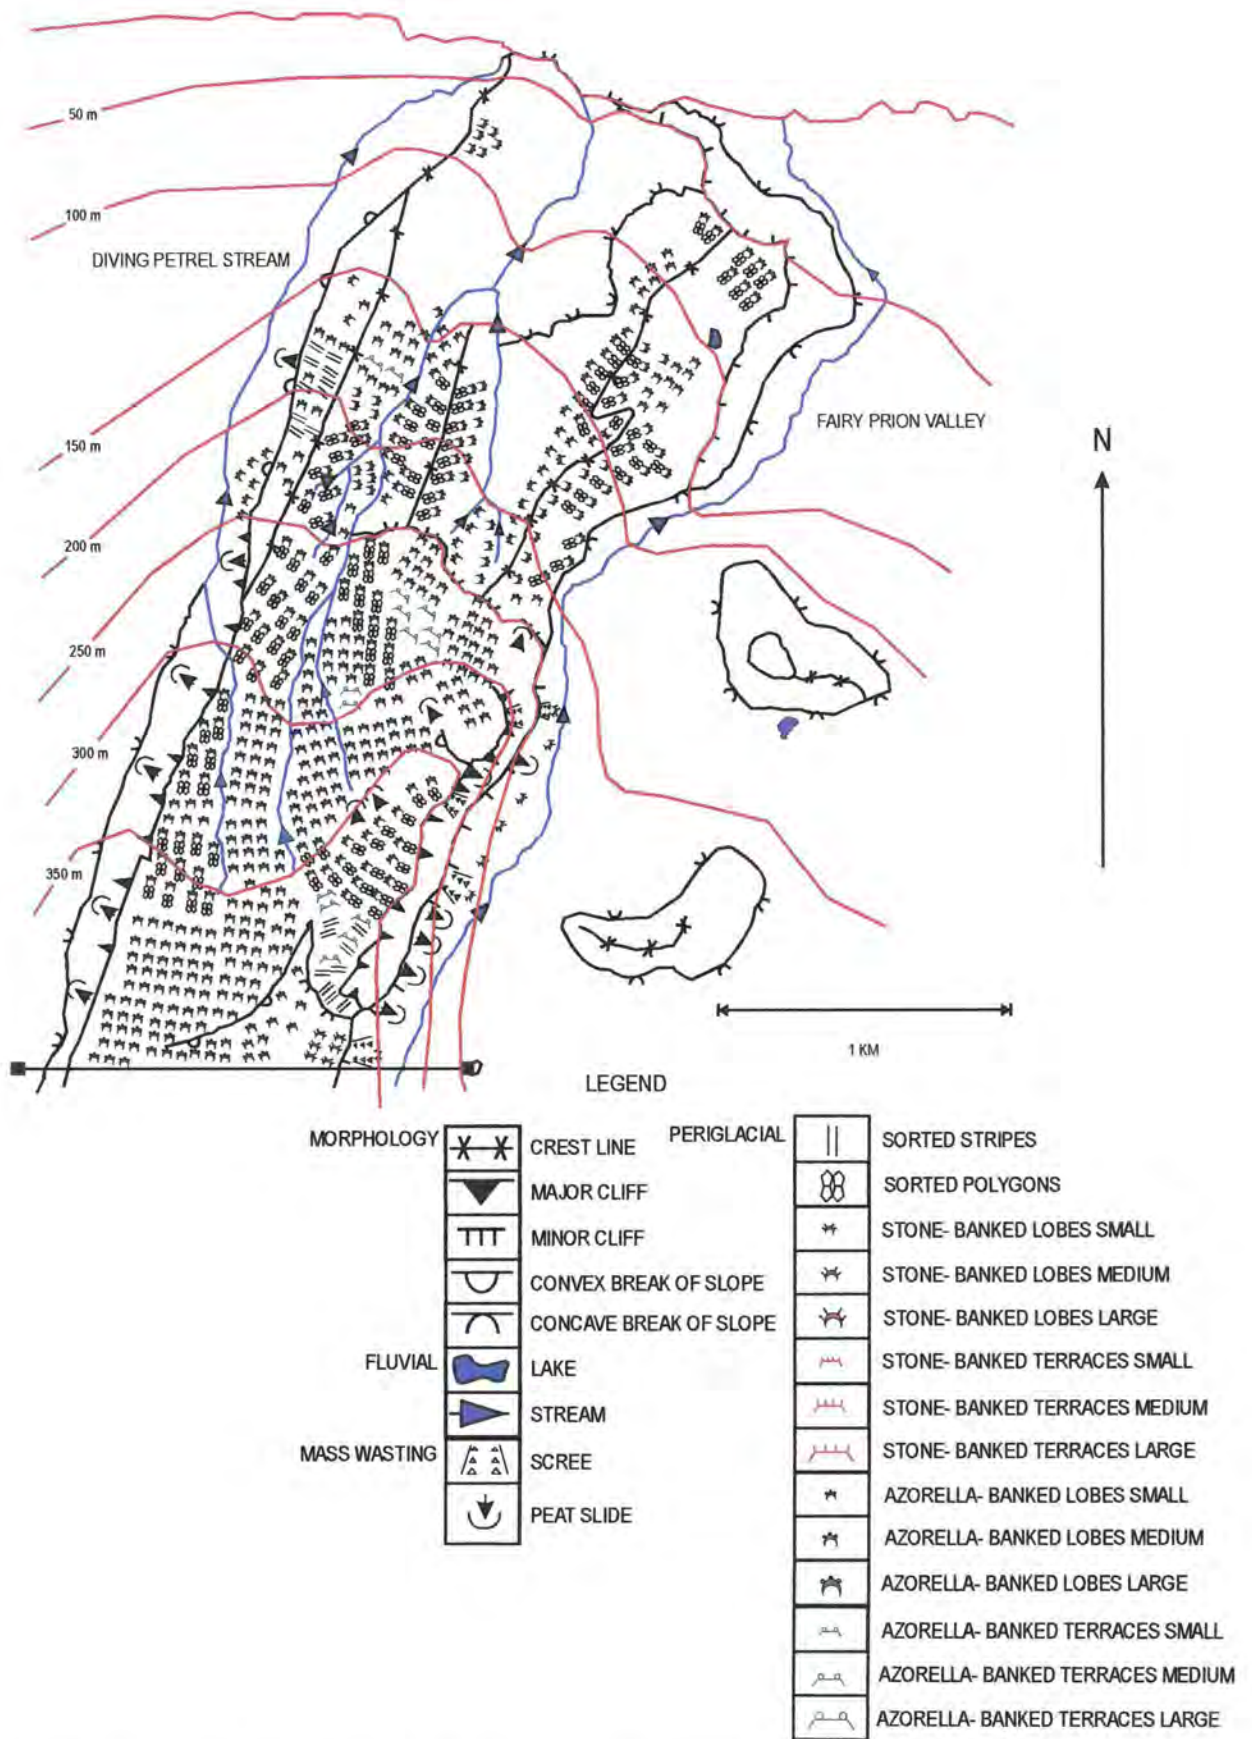 50 m
100 m
DIVING PETREL STREAM
150 m
FAIRY PRION VALLEY
N
200 m
250 m
300 m
350 m
1 KM
LEGEND
MORPHOLOGY
CREST LINE
MAJOR CLIFF
MINOR CLIFF
CONVEX BREAK OF SLOPE
CONCAVE BREAK OF SLOPE
FLUVIAL
LAKE
STREAM
MASS WASTING
SCREE
PEAT SLIDE
PERIGLACIAL
SORTED STRIPES
SORTED POLYGONS
STONE- BANKED LOBES SMALL
STONE- BANKED LOBES MEDIUM
STONE- BANKED LOBES LARGE
STONE- BANKED TERRACES SMALL
STONE- BANKED TERRACES MEDIUM
STONE- BANKED TERRACES LARGE
AZORELLA- BANKED LOBES SMALL
AZORELLA- BANKED LOBES MEDIUM
AZORELLA- BANKED LOBES LARGE
AZORELLA- BANKED TERRACES SMALL
AZORELLA- BANKED TERRACES MEDIUM
AZORELLA- BANKED TERRACES LARGE